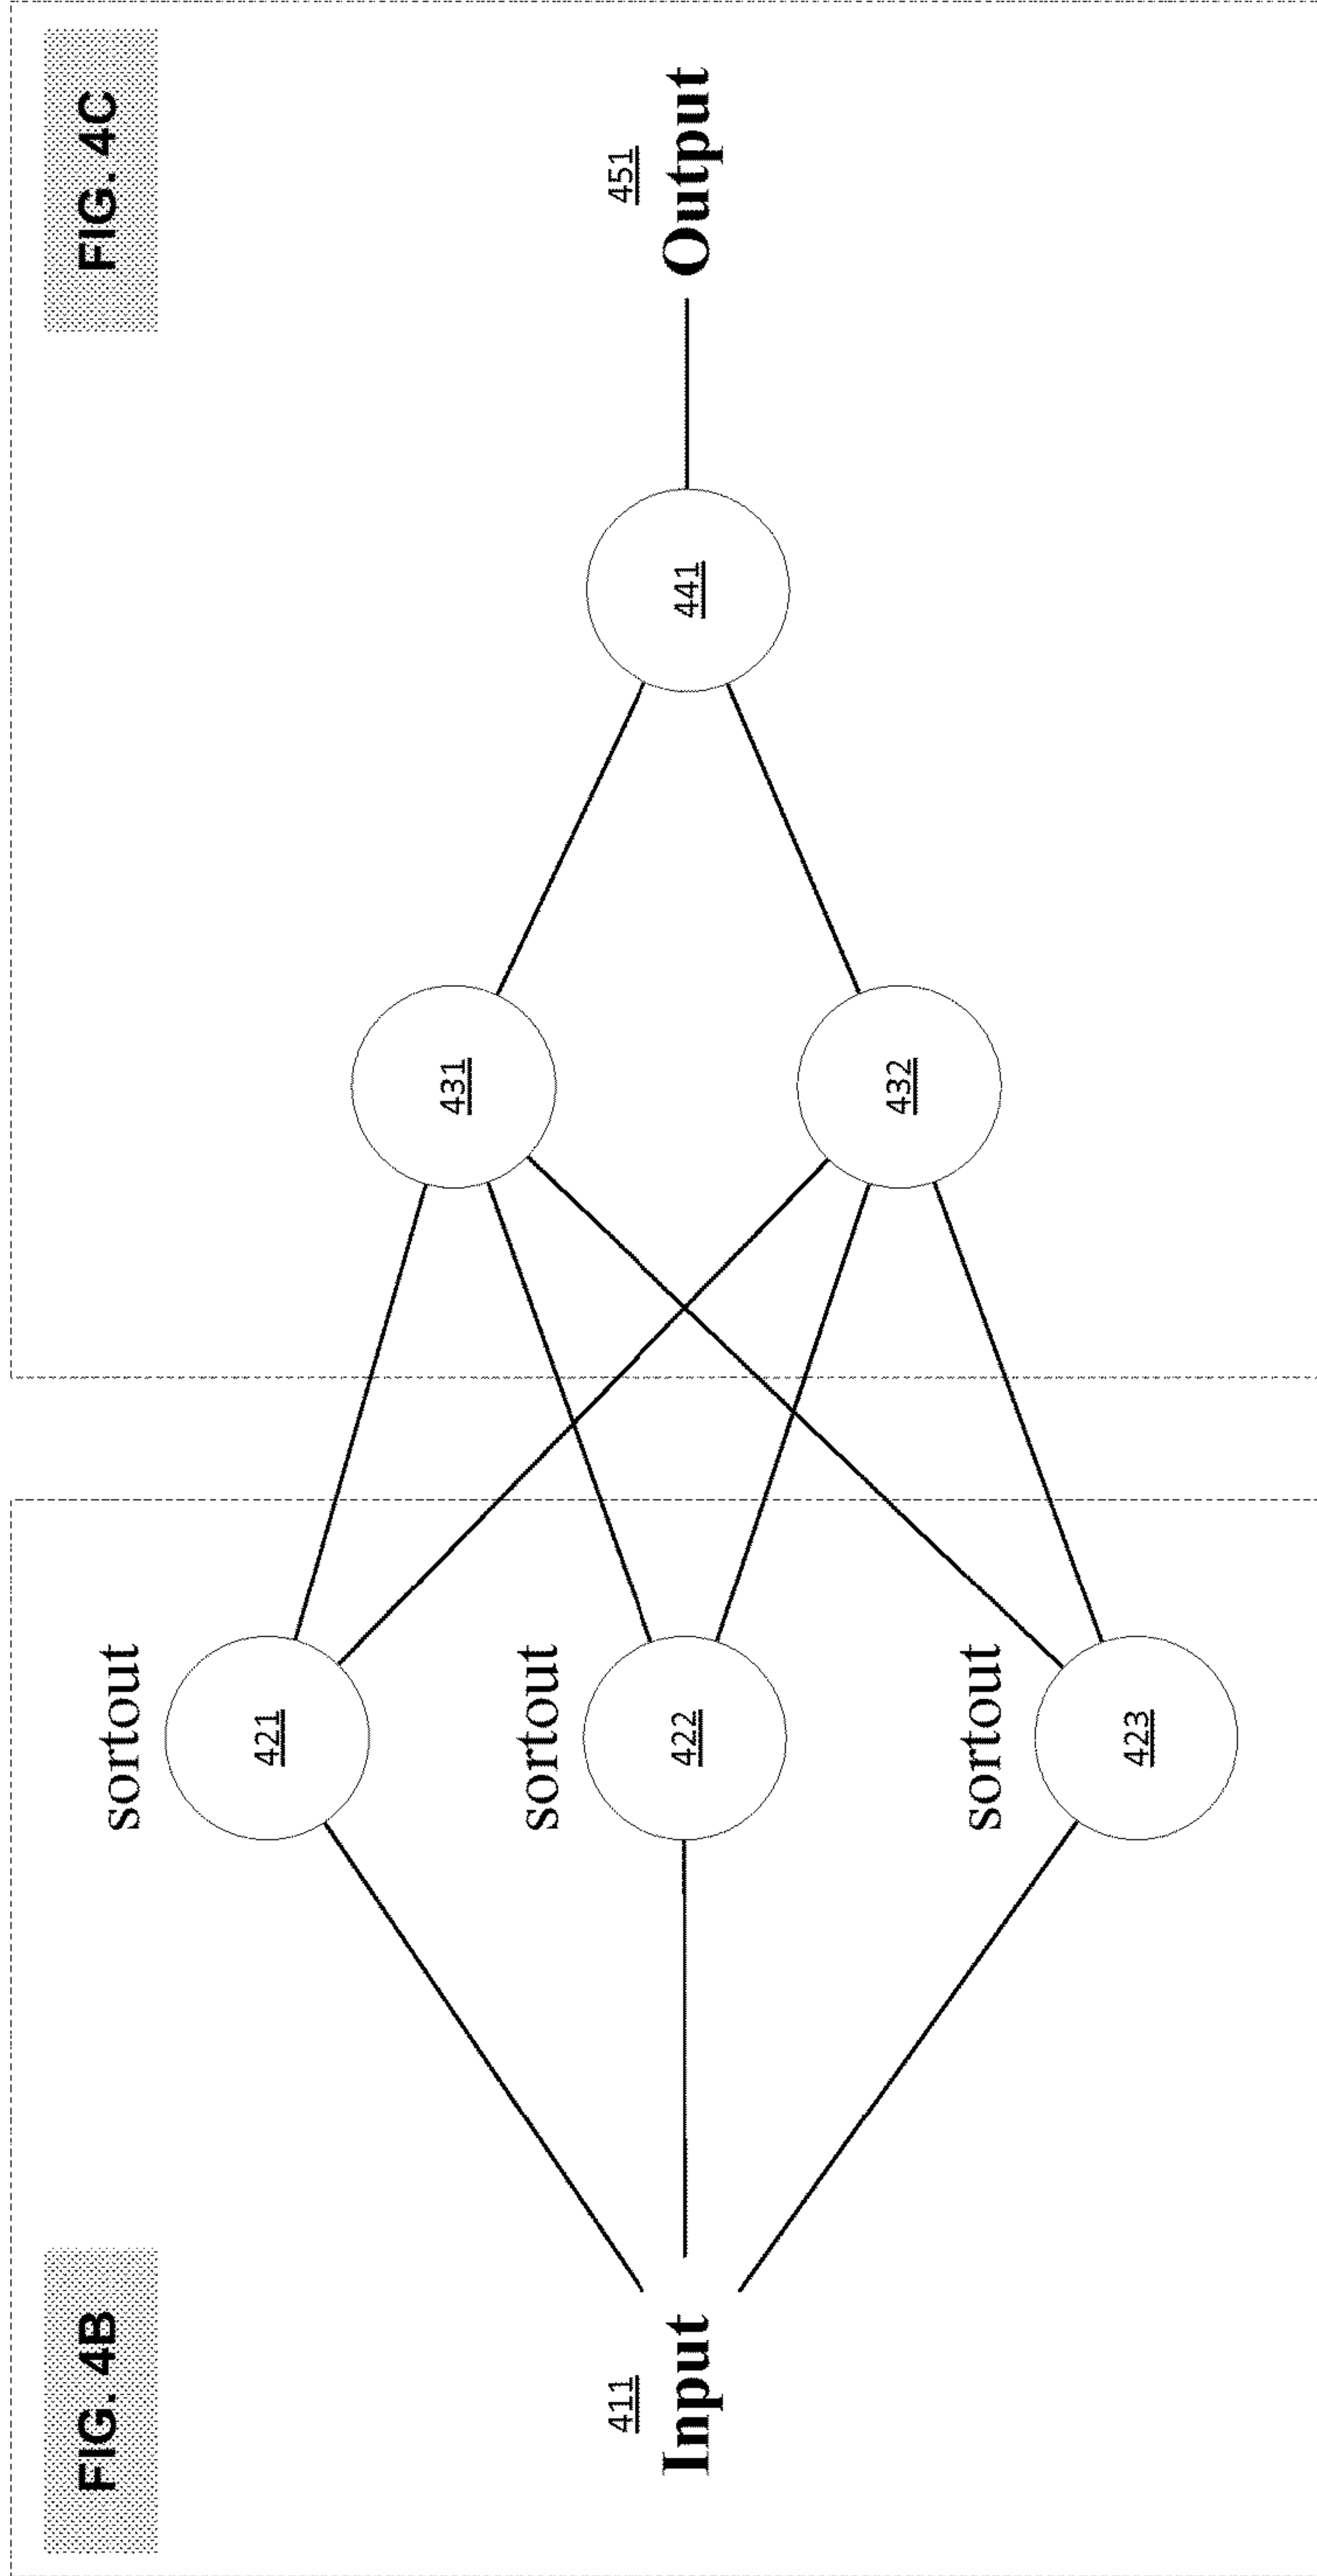 FIG. 4B
FIG. 4C
411
Input
sortout
421
sortout
422
sortout
423
431
432
441
451
Output